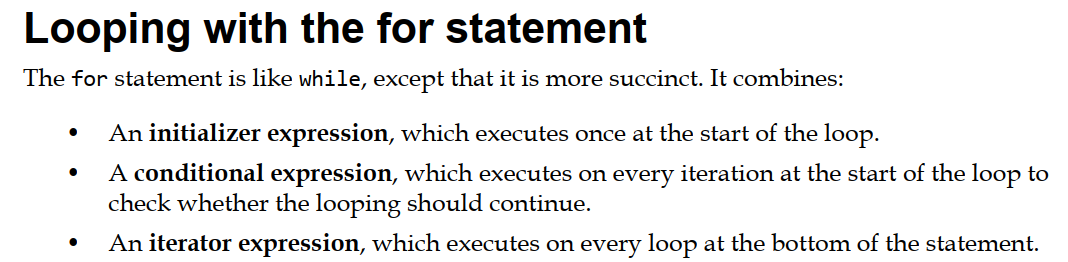 Looping with the for statement
The for statement is like while, except that it is more succinct. It combines:
• An initializer expression, which executes once at the start of the loop.
• A conditional expression, which executes on every iteration at the start of the loop to
check whether the looping should continue.
• An iterator expression, which executes on every loop at the bottom of the statement.